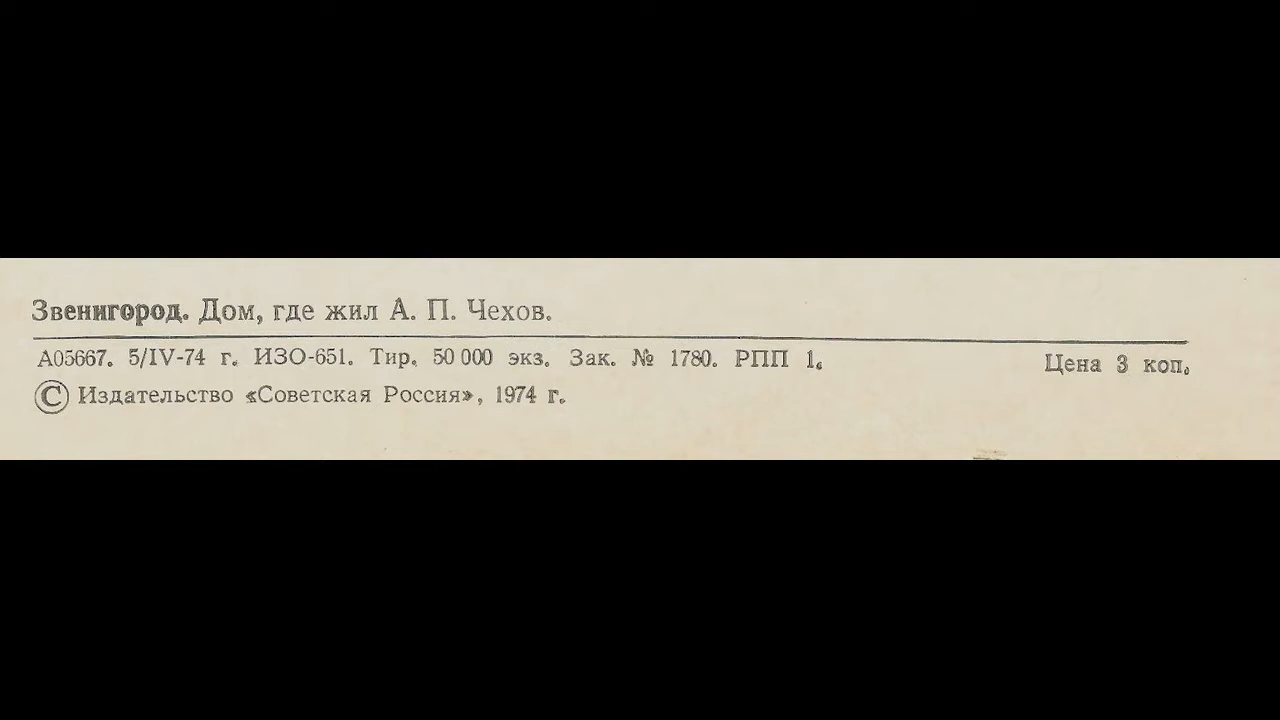 Звенигород. Дом, где жил А. П. Чехов.
А05667. 5/IV-74 г. ИЗО-651. Тир. 50 000 экз. Зак. № 1780. РПП 1. Цена 3 коп.
© Издательство «Советская Россия», 1974 г.